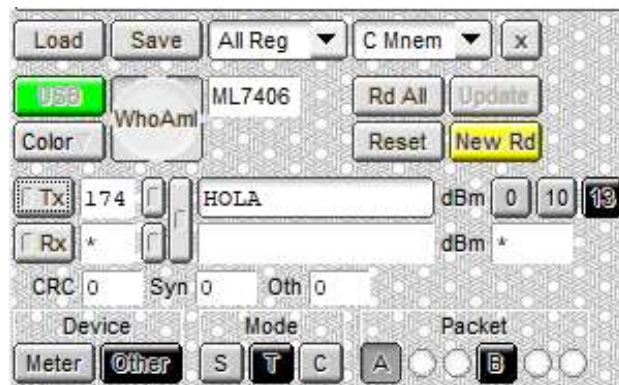 Load Save All Reg C Mnem x
USB WhoAmI ML7406 Rd All Update
Color Reset New Rd
Tx 174 HOLA dBm 0 10 13
Rx * dBm *
CRC 0 Syn 0 Oth 0
Device Mode Packet
Meter Other S T C A B